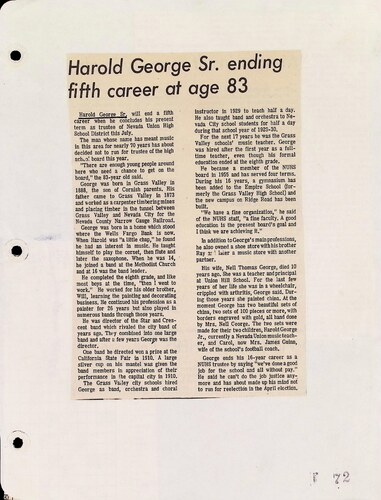 Harold George Sr. ending
fifth career at age 83
Harold George Sr. will end a fifth
career when he concludes his present
term as trustee of Nevada Union High
School District this July.
The man whose name has meant music
in this area for nearly 70 years has about
decided not to run for trustee of the high
school board this year.
"There are enough young people around
here who need a chance to get on the
board," the 83-year old said.
George was born in Grass Valley in
1888, the son of Cornish parents. His
father came to Grass Valley in 1873
and worked as a carpenter timbering mines
and placing timber in the tunnel between
Grass Valley and Nevada City for the
Nevada County Narrow Gauge Railroad.
George was born in a home which stood
where the Wells Fargo Bank is now.
When Harold was "a little chap," he found
he had an interest in music. He taught
himself to play the cornet, then flute and
later the saxophone. When he was 14,
he joined a band at the Methodist Church
and at 16 was the band leader.
He completed the eighth grade, and like
most boys at the time, "then I went to
work." He worked for his older brother,
Will, learning the painting and decorating
business. He continued his profession as a
painter for 25 years but also played in
numerous bands through those years.
He was director of the Star and Cres-
cent band which rivaled the city band of
years ago. They combined into one large
band and after a few years George was the
director.
One band he directed won a prize at the
California State Fair in 1910. A large
silver cup on his mantel was given the
band members in appreciation of their
performance in the capital city in 1910.
The Grass Valley city schools hired
George as band, orchestra and choral
instructor in 1929 to teach half a day.
He also taught band and orchestra to Ne-
vada City school students for half a day
during that school year of 1929-30.
For the next 17 years he was the Grass
Valley schools' music teacher. George
was hired after the first year as a full-
time teacher, even though his formal
education ended at the eighth grade.
He became a member of the NUHS
board in 1955 and has served four terms.
During his 16 years, a gymnasium has
been added to the Empire School (for-
merly the Grass Valley High School) and
the new campus on Ridge Road has been
built.
"We have a fine organization," he said
of the NUHS staff, "a fine faculty. A good
education is the present board's goal and
I think we are achieving it."
In addition to George's main professions,
he also owned a shoe store with his brother
Ray later a music store with another
partner.
His wife, Nell Thomas George, died 10
years ago. She was a teacher and principal
at Union Hill School. For the last few
years of her life she was in a wheelchair,
crippled with arthritis, George said. Dur-
ing those years she painted china. At the
moment George has two beautiful sets of
china, two sets of 100 pieces or more, with
borders engraved with gold, all hand done
by Mrs. Nell George. The two sets were
made for their two children, Harold George
Jr., currently a Nevada Union music teach-
er, and Carol, now Mrs. James Guinn,
wife of the school's football coach.
George ends his 16-year career as a
NUHS trustee by saying "we've done a good
job for the school and all without pay."
He said he can't do the job justice any-
more and has about made up his mind not
to run for reelection in the April election.
72